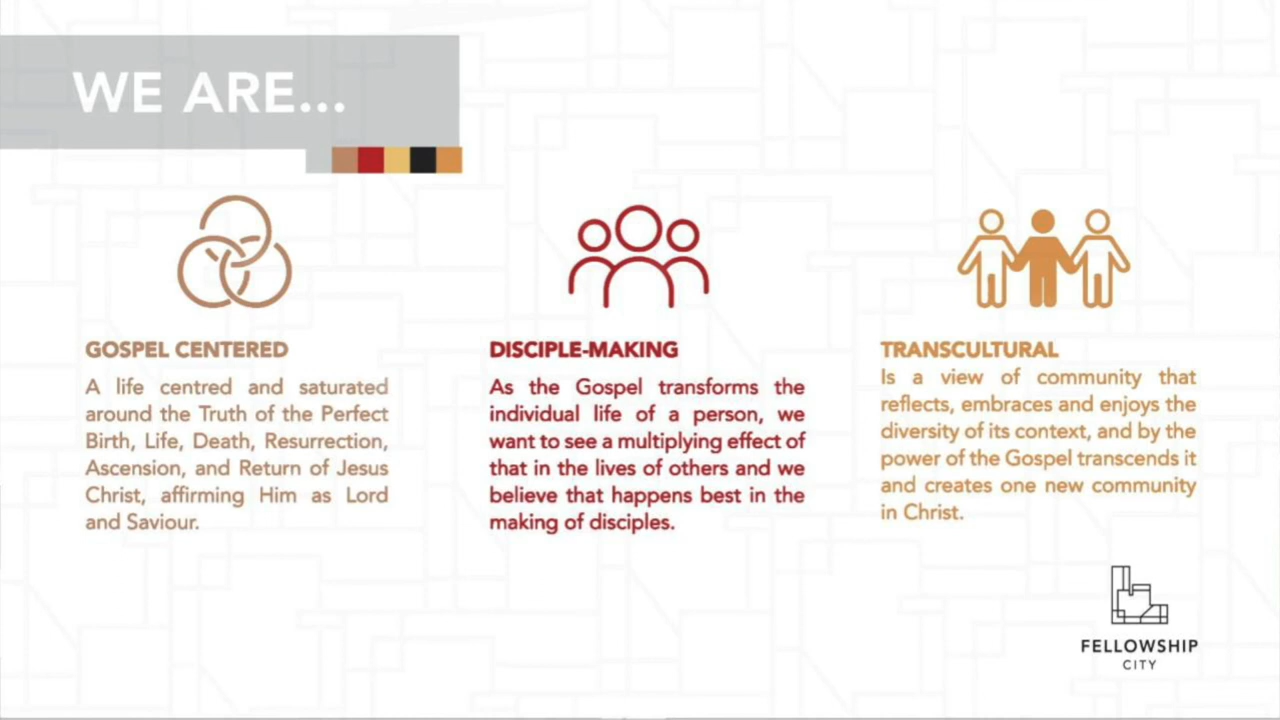 WE ARE...
GOSPEL CENTERED
A life centred and saturated
around the Truth of the Perfect
Birth, Life, Death, Resurrection,
Ascension, and Return of Jesus
Christ, affirming Him as Lord
and Saviour.
DISCIPLE-MAKING
As the Gospel transforms the
individual life of a person, we
want to see a multiplying effect of
that in the lives of others and we
believe that happens best in the
making of disciples.
TRANSCULTURAL
Is a view of community that
reflects, embraces and enjoys the
diversity of its context, and by the
power of the Gospel transcends it
and creates one new community
in Christ.
FELLOWSHIP
CITY